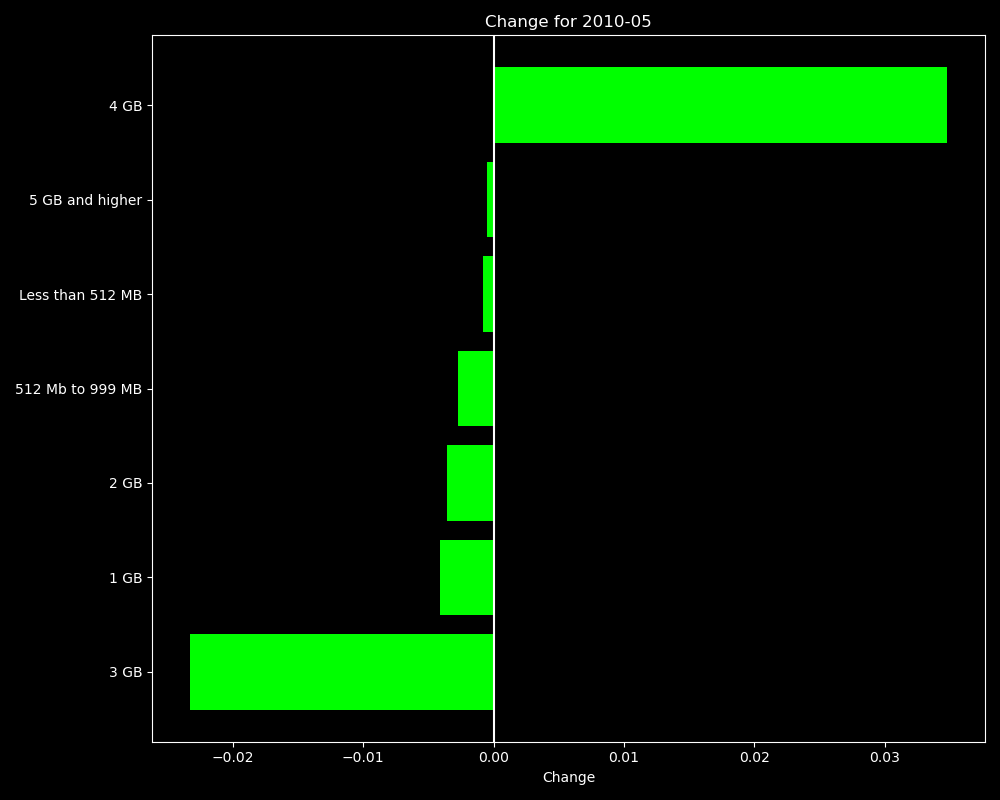 Change for 2010-05
4 GB
5 GB and higher
Less than 512 MB
512 Mb to 999 MB
2 GB
1 GB
3 GB
−0.02 −0.01 0.00 0.01 0.02 0.03
Change